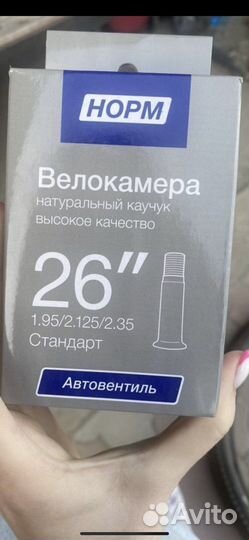 НОРМ
Велокамера
натуральный каучук
высокое качество
26″
1.95/2.125/2.35
Стандарт
Автовентиль
Avito